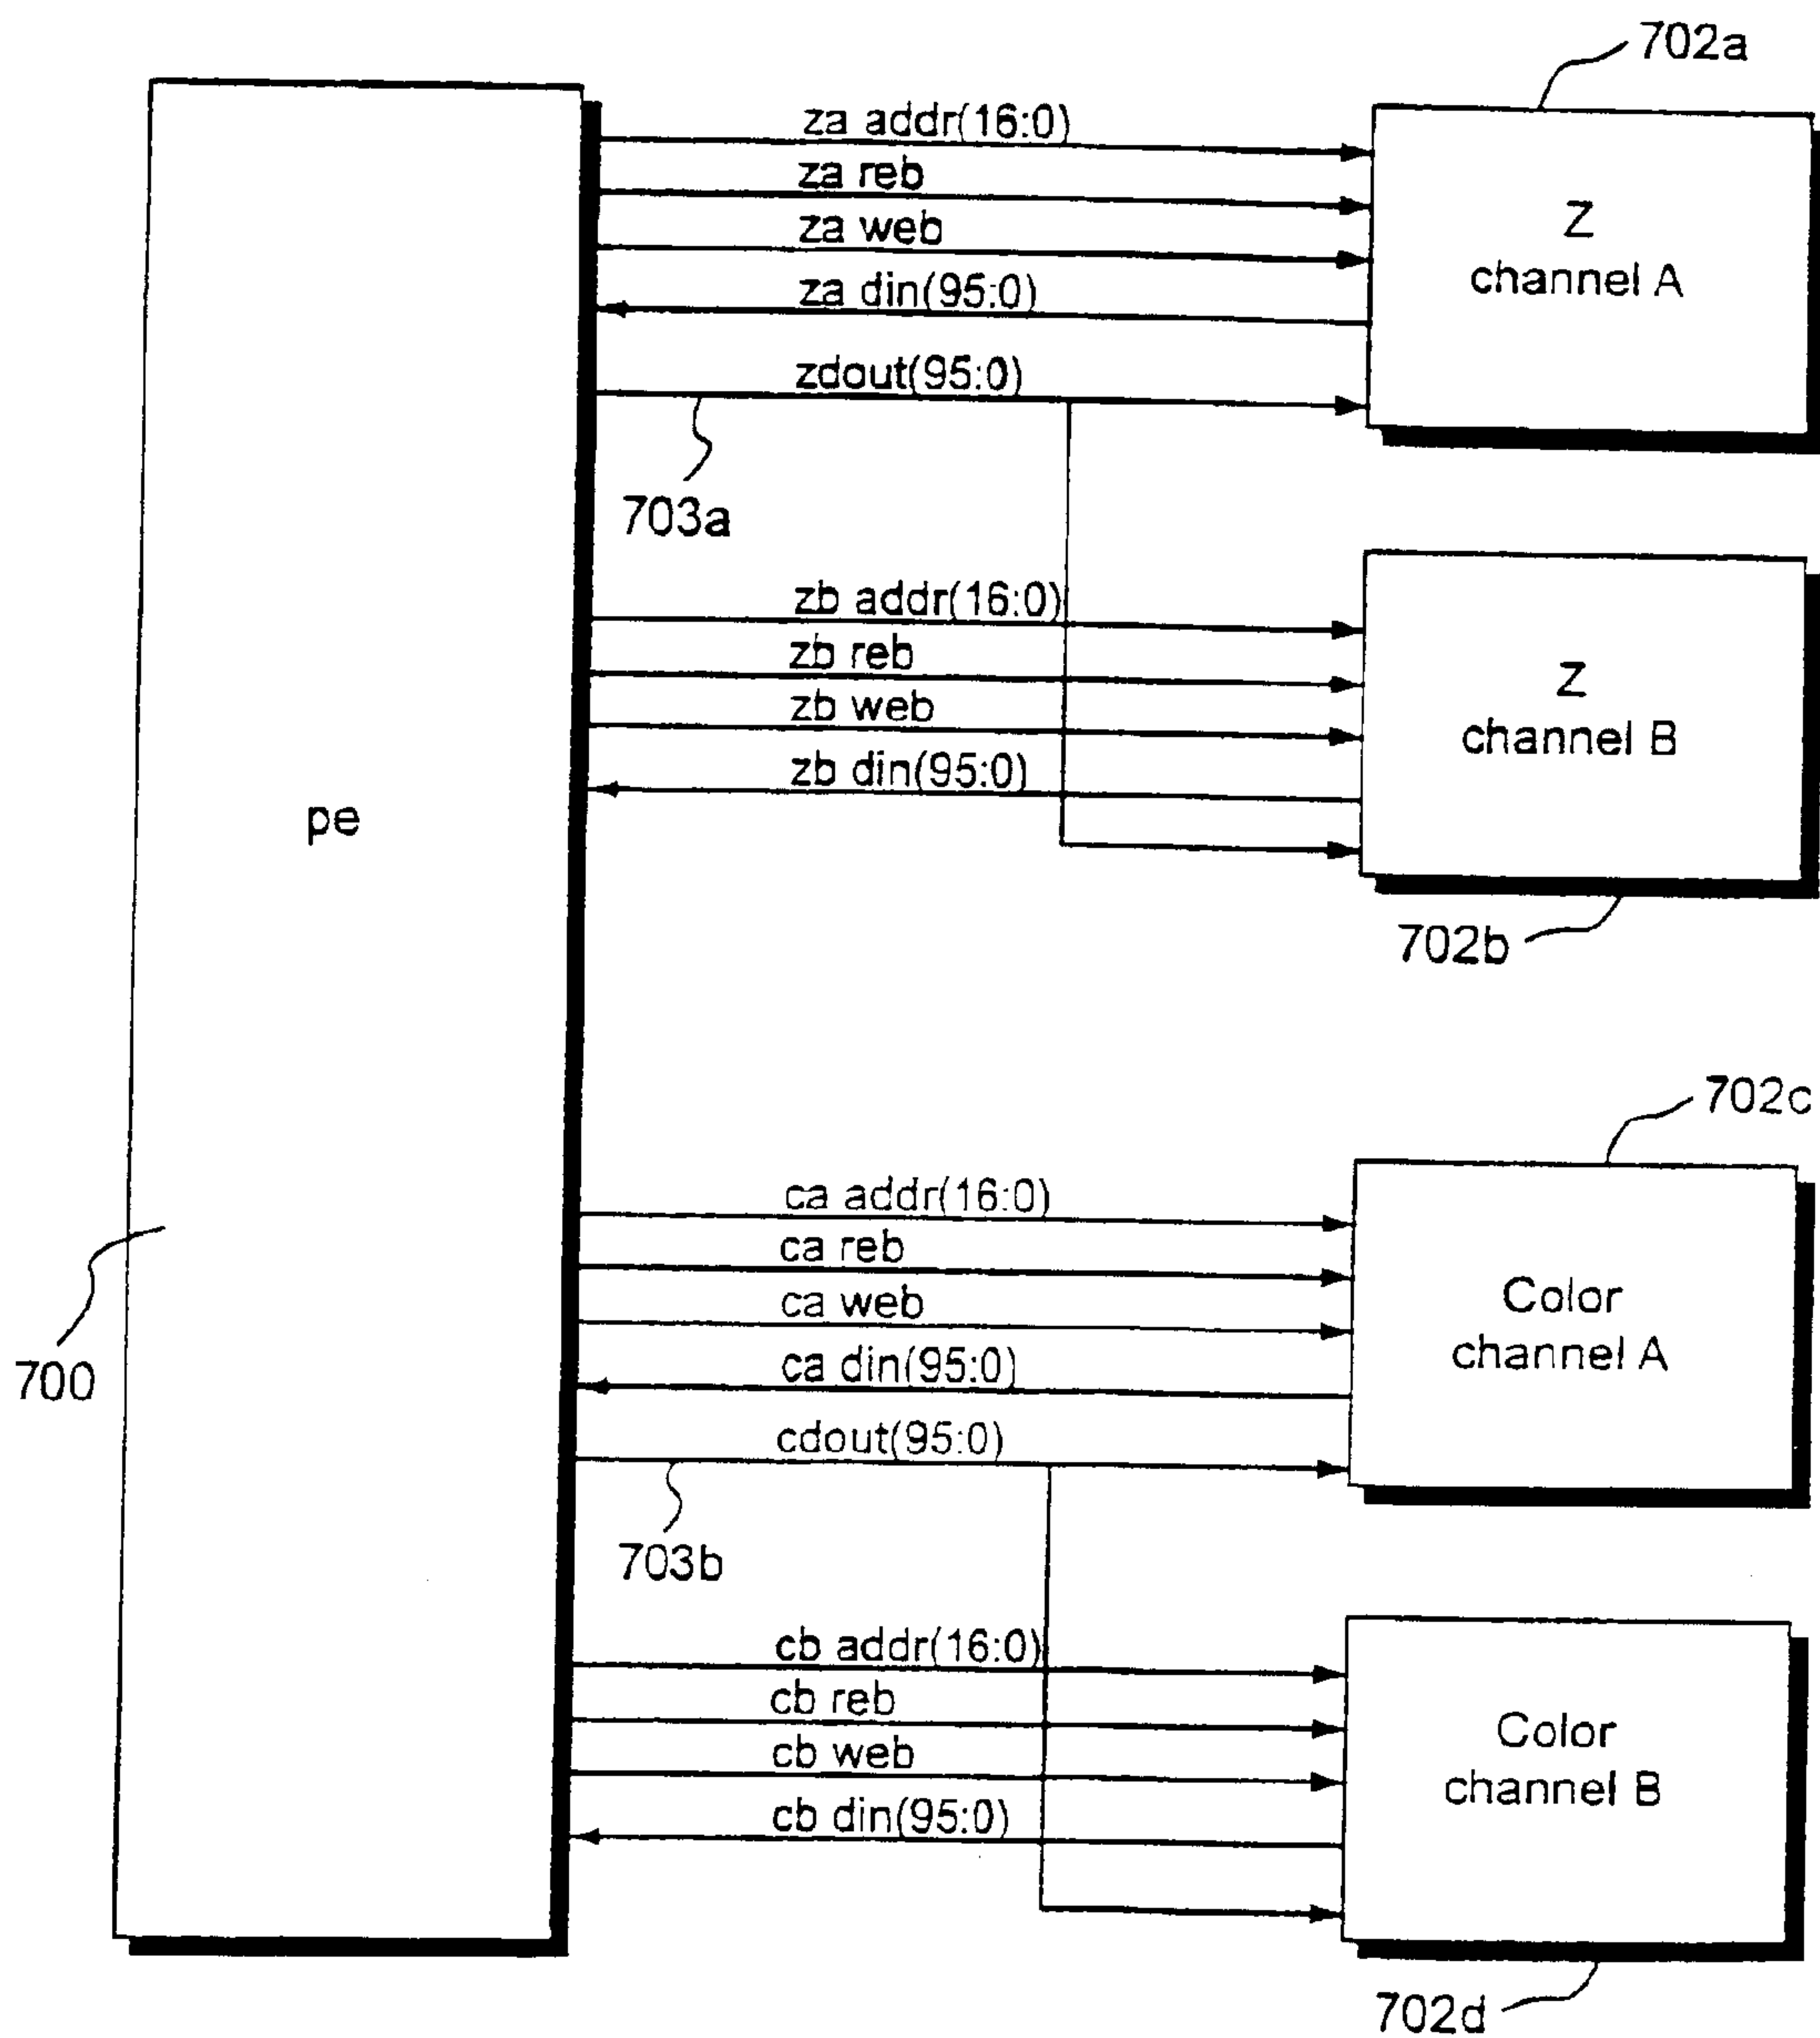 702a
za addr(16:0)
za reb
za web
za din(95:0)
zdout(95:0)
Z
channel A
703a
zb addr(16:0)
zb reb
zb web
zb din(95:0)
Z
channel B
pe
702b
702c
ca addr(16:0)
ca reb
ca web
ca din(95:0)
cdout(95:0)
Color
channel A
700
703b
cb addr(16:0)
cb reb
cb web
cb din(95:0)
Color
channel B
702d